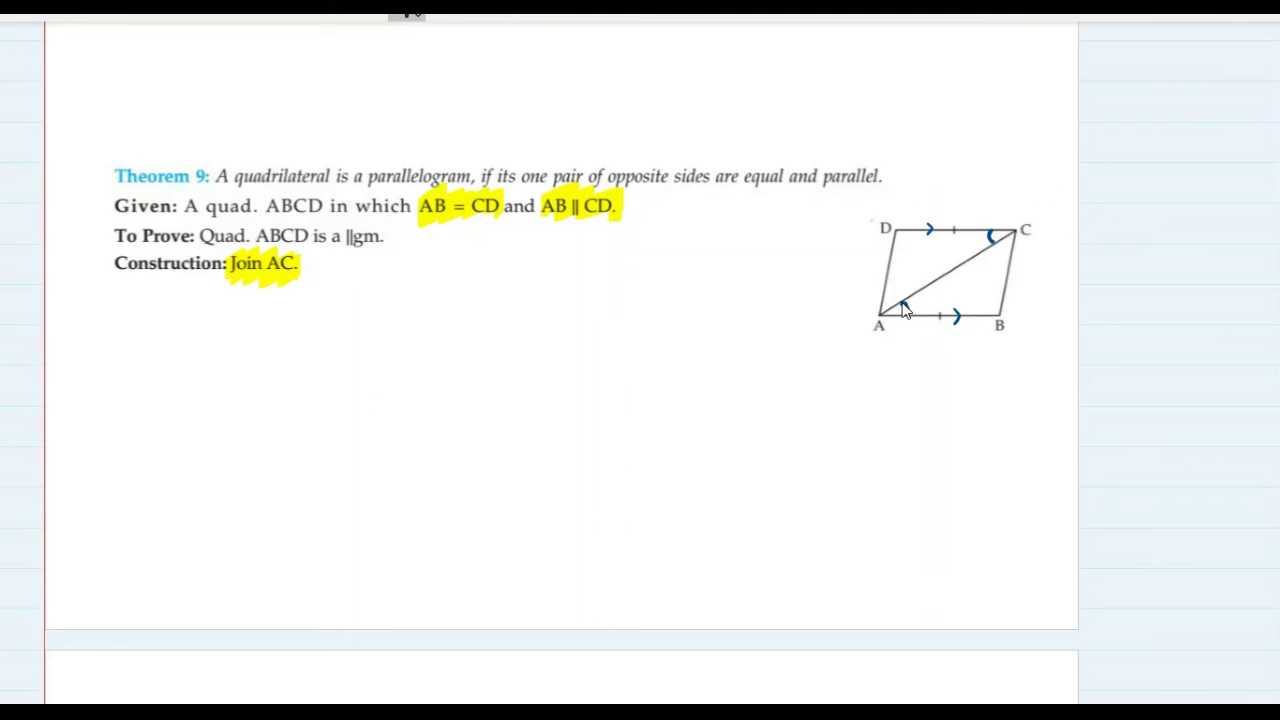 Theorem 9: A quadrilateral is a parallelogram, if its one pair of opposite sides are equal and parallel.
Given: A quad. ABCD in which AB = CD and AB || CD.
To Prove: Quad. ABCD is a ||gm.
Construction: Join AC.
D C
A B